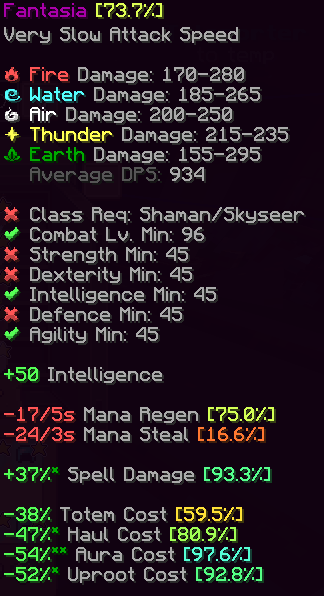 Fantasia [73.7%]
Very Slow Attack Speed
Fire Damage: 170-280
Water Damage: 185-265
Air Damage: 200-250
Thunder Damage: 215-235
Earth Damage: 155-295
Average DPS: 934
✖ Class Req: Shaman/Skyseer
✔ Combat Lv. Min: 96
✖ Strength Min: 45
✖ Dexterity Min: 45
✔ Intelligence Min: 45
✖ Defence Min: 45
✔ Agility Min: 45
+50 Intelligence
-17/5s Mana Regen [75.0%]
-24/3s Mana Steal [16.6%]
+37%* Spell Damage [93.3%]
-38% Totem Cost [59.5%]
-47%* Haul Cost [80.9%]
-54%** Aura Cost [97.6%]
-52%* Uproot Cost [92.8%]